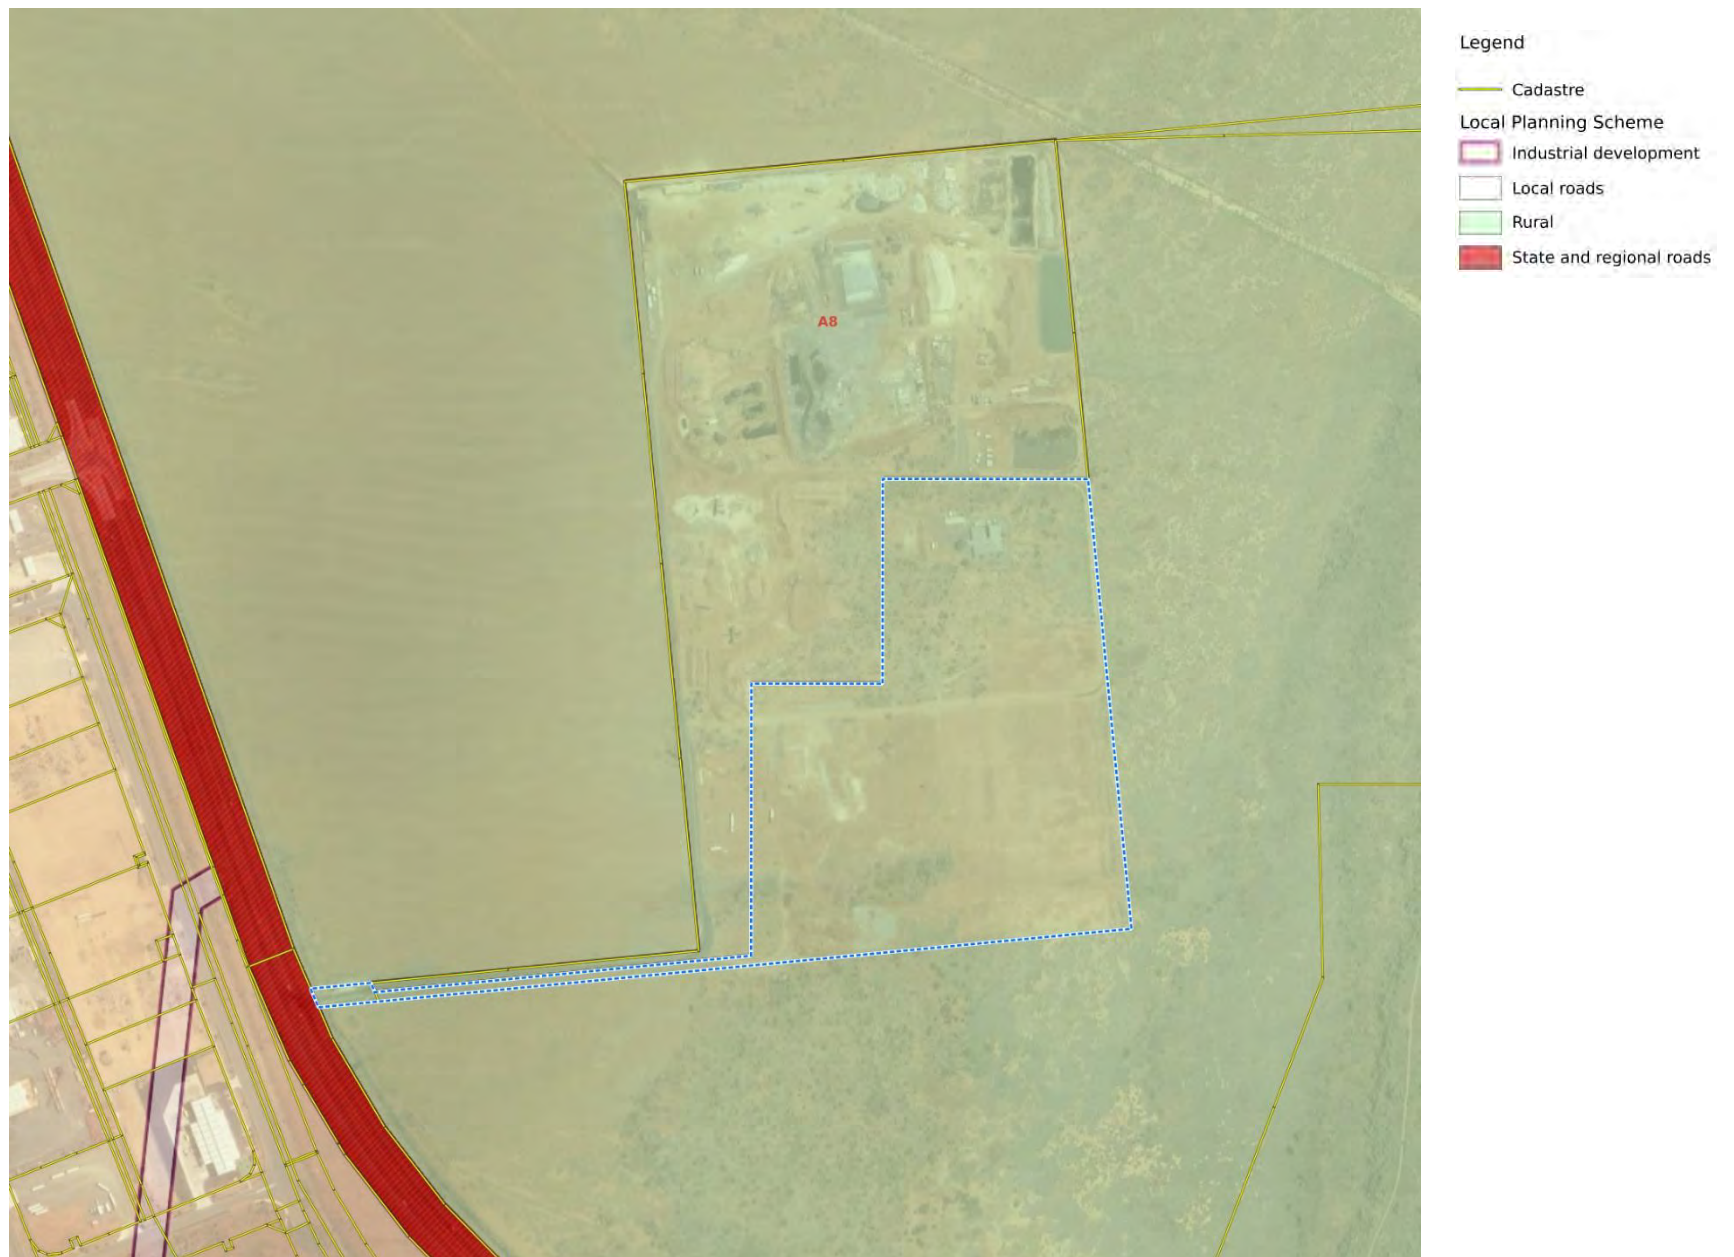 Legend
Cadastre
Local Planning Scheme
Industrial development
Local roads
Rural
State and regional roads
A8